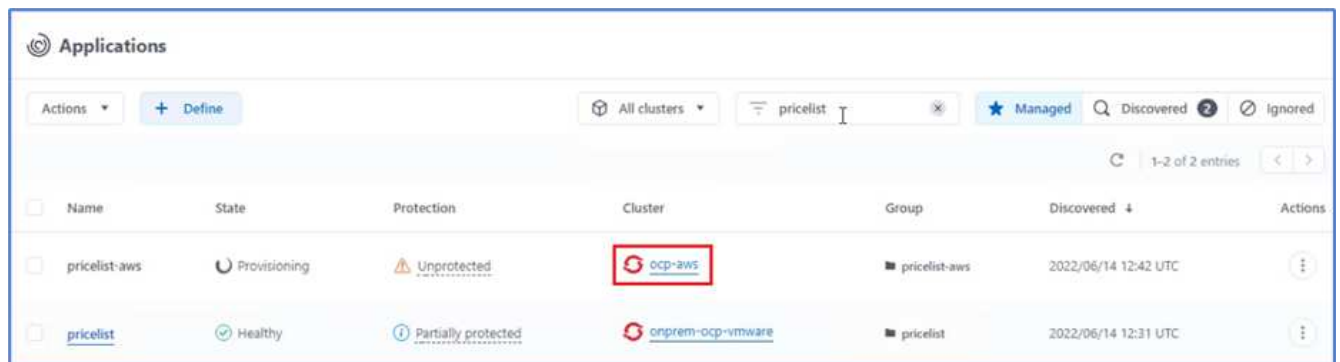 Applications
Actions + Define All clusters pricelist Managed Discovered 2 Ignored
1-2 of 2 entries < >
Name State Protection Cluster Group Discovered ↓ Actions
pricelist-aws Provisioning Unprotected ocp-aws pricelist-aws 2022/06/14 12:42 UTC
pricelist Healthy Partially protected onprem-ocp-vmware pricelist 2022/06/14 12:31 UTC